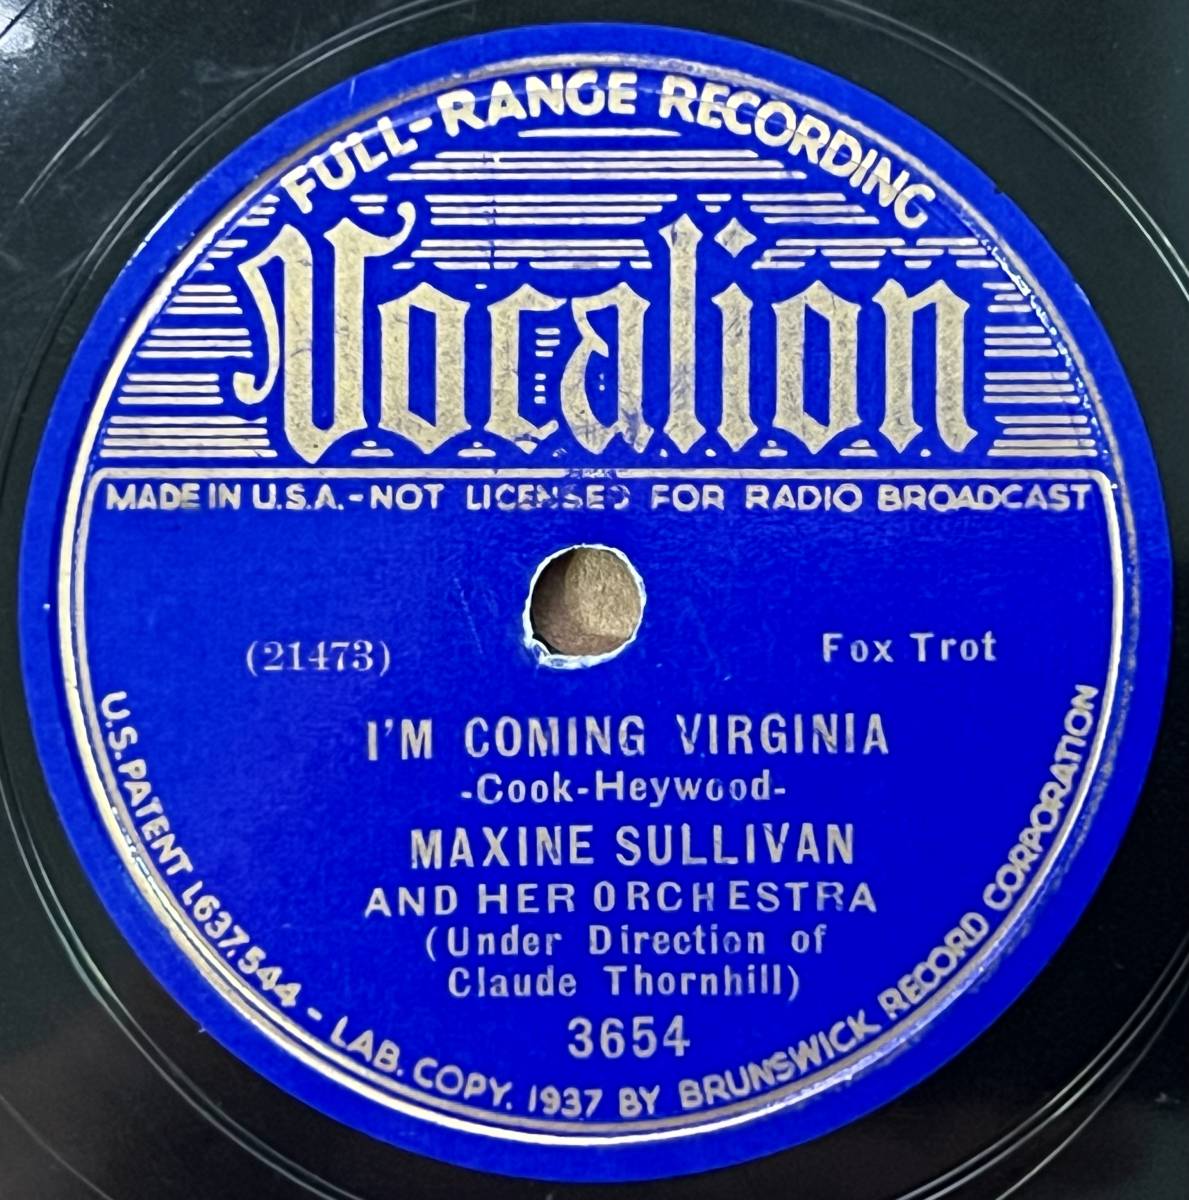 FULL-RANGE RECORDING
Vocalion
MADE IN U.S.A.-NOT LICENSED FOR RADIO BROADCAST
(21473)
Fox Trot
I'M COMING VIRGINIA
-Cook-Heywood-
MAXINE SULLIVAN
AND HER ORCHESTRA
(Under Direction of
Claude Thornhill)
3654
U.S. PATENT 1,637,544 - LAB. COPY. 1937 BY BRUNSWICK RECORD CORPORATION